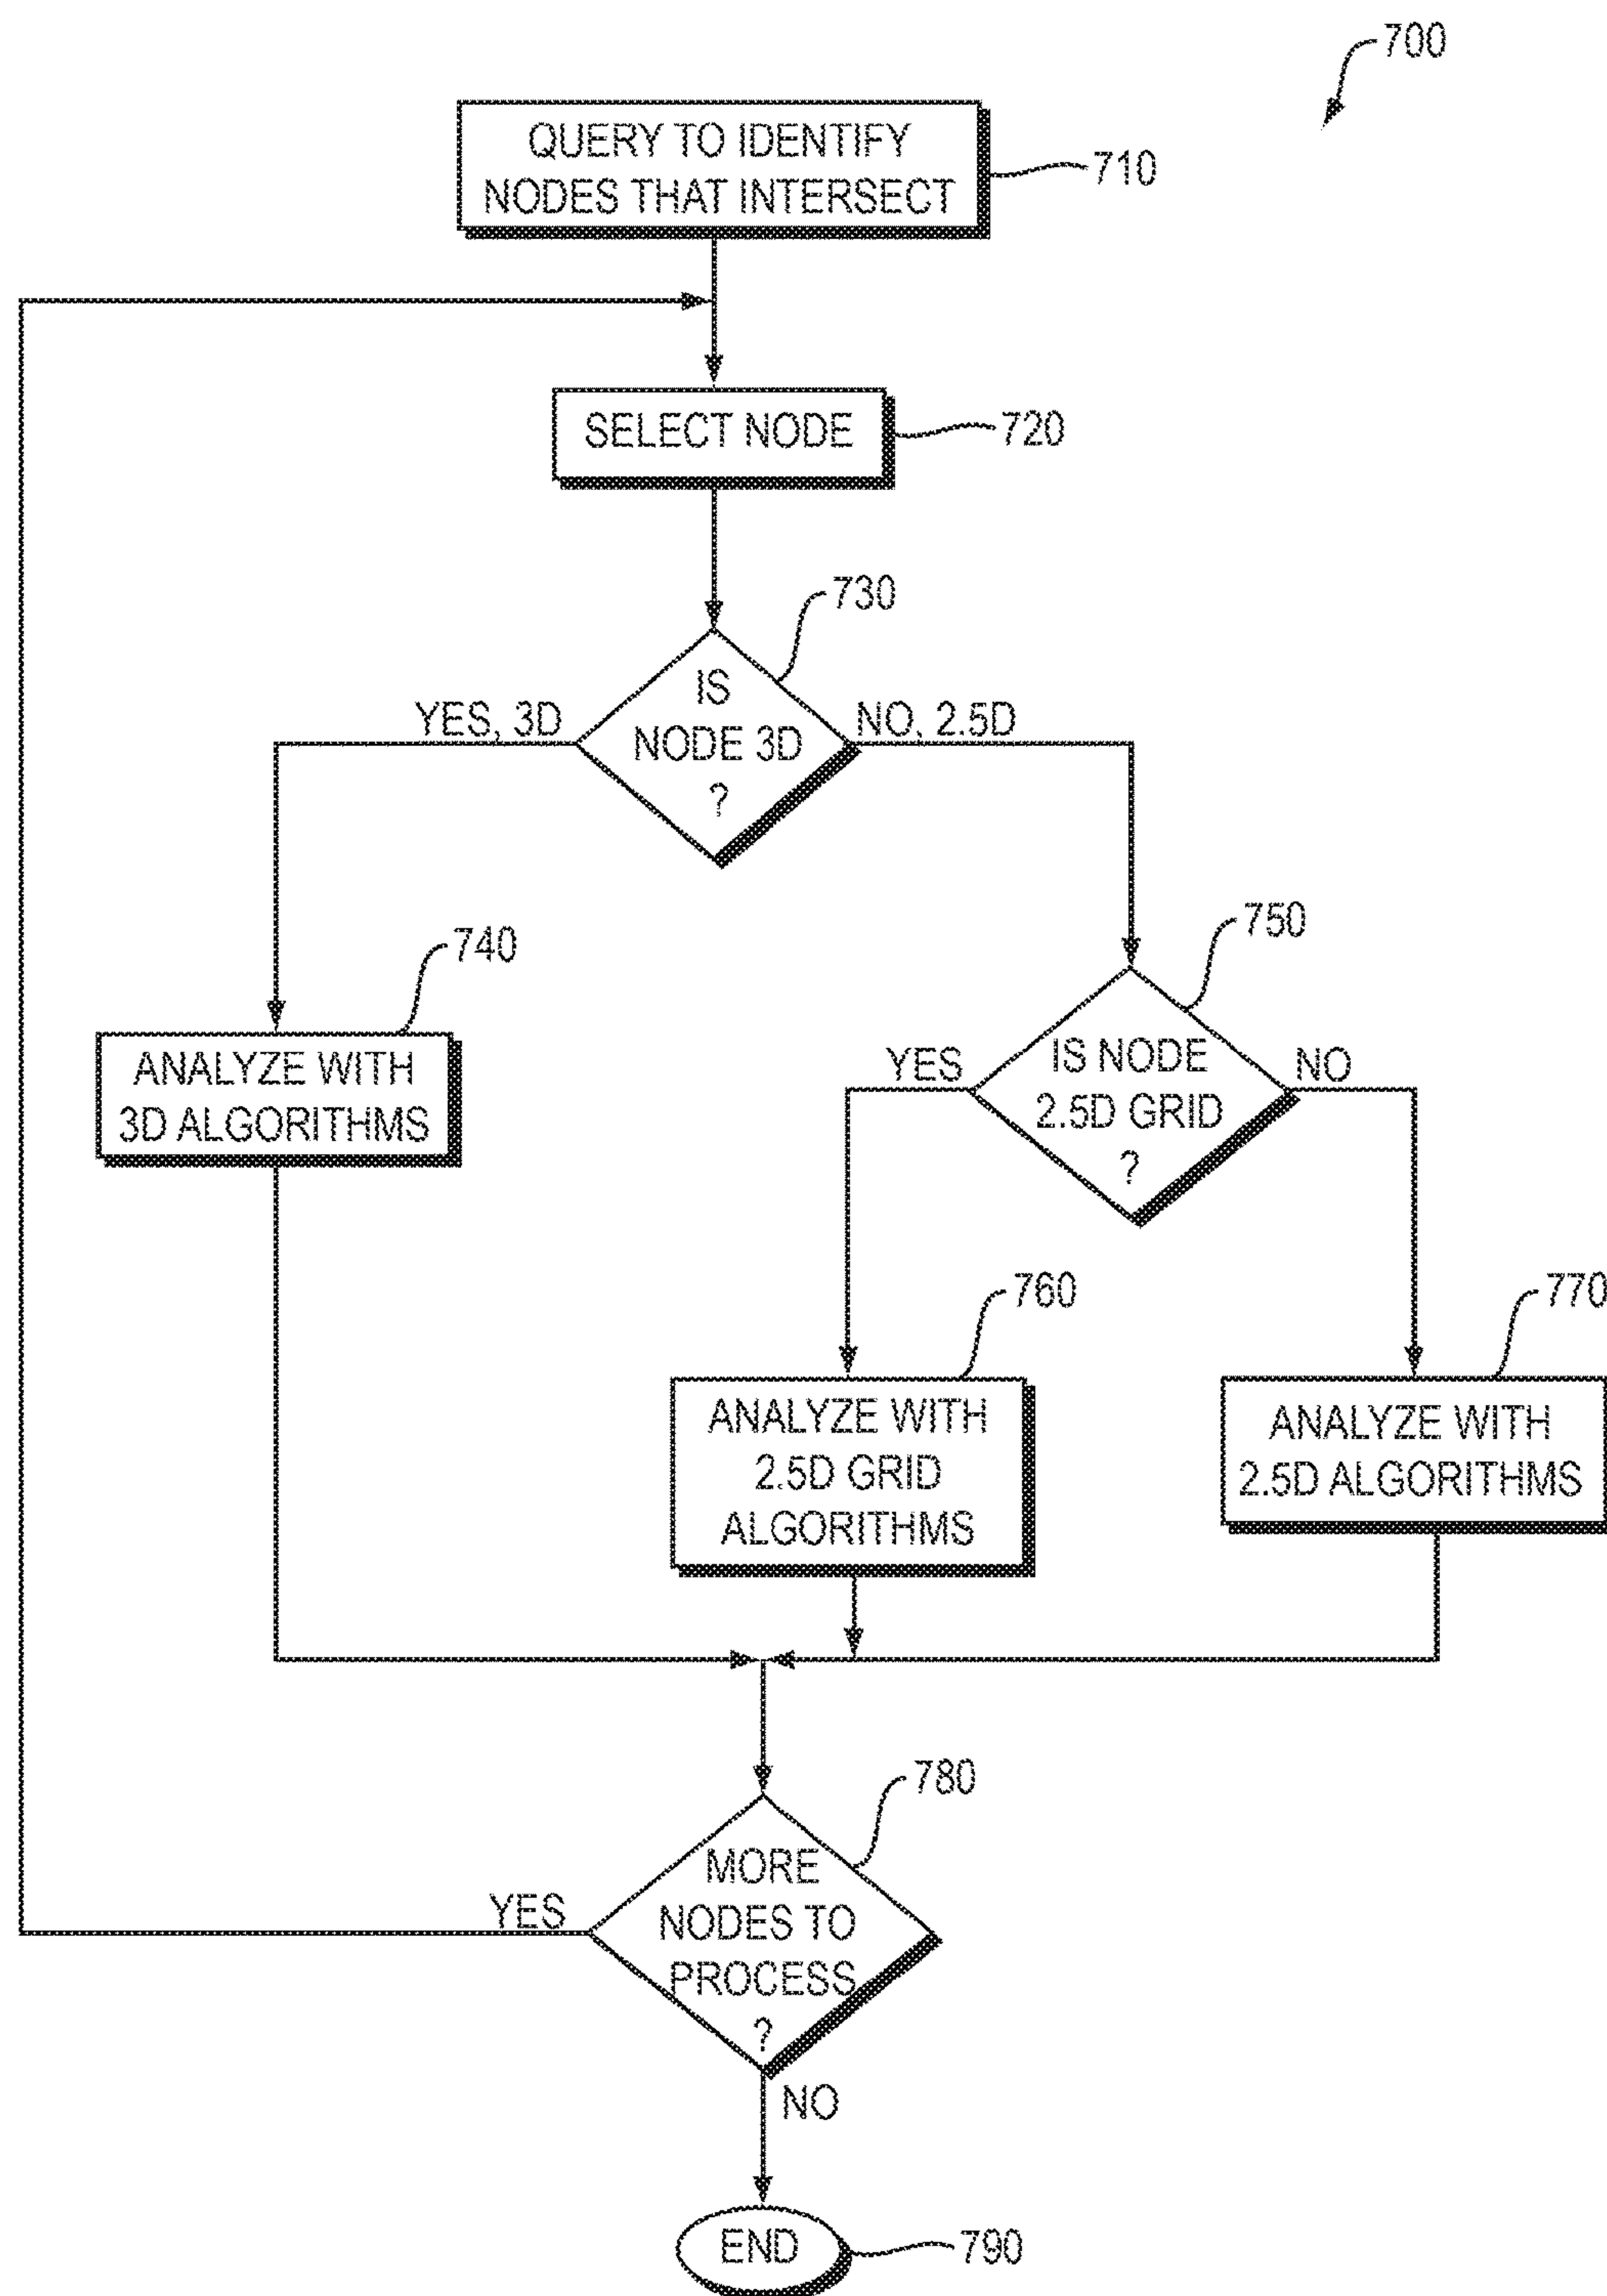 700
QUERY TO IDENTIFY
NODES THAT INTERSECT
710
SELECT NODE
720
730
IS
NODE 3D
?
YES, 3D
NO, 2.5D
740
ANALYZE WITH
3D ALGORITHMS
750
IS NODE
2.5D GRID
?
YES
NO
760
ANALYZE WITH
2.5D GRID
ALGORITHMS
770
ANALYZE WITH
2.5D ALGORITHMS
780
MORE
NODES TO
PROCESS
?
YES
NO
END
790